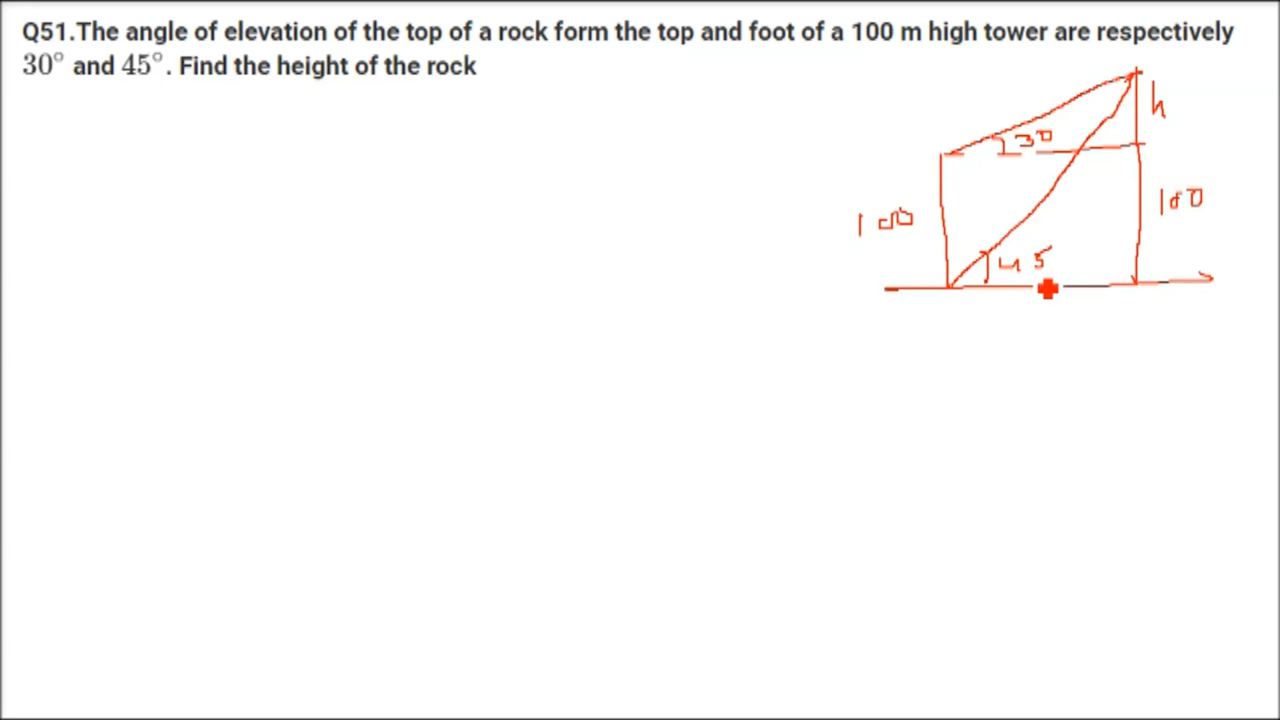 Q51.The angle of elevation of the top of a rock form the top and foot of a 100 m high tower are respectively
30° and 45°. Find the height of the rock
h
30
100
100
45